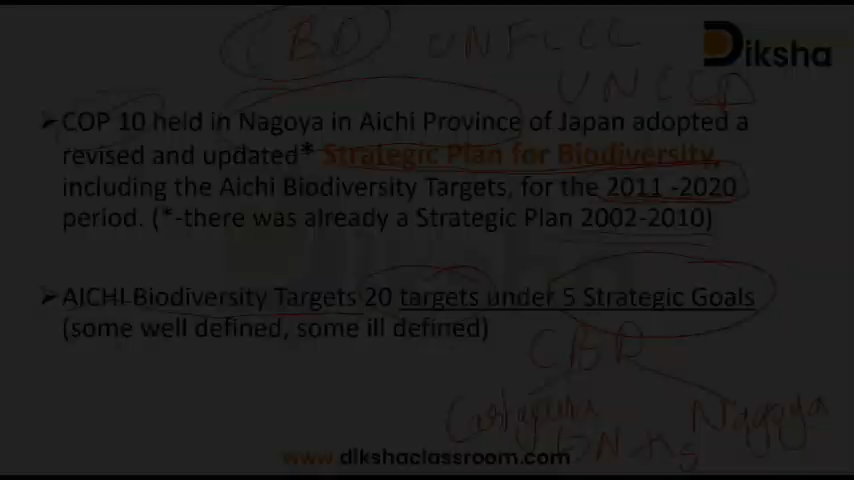 CBD UNFCCC
Diksha
UNCCD
➤COP 10 held in Nagoya in Aichi Province of Japan adopted a
revised and updated* Strategic Plan for Biodiversity,
including the Aichi Biodiversity Targets, for the 2011 -2020
period. (*-there was already a Strategic Plan 2002-2010)
➤AICHI Biodiversity Targets 20 targets under 5 Strategic Goals
(some well defined, some ill defined)
CBD
Nagoya
www.dikshaclassroom.com